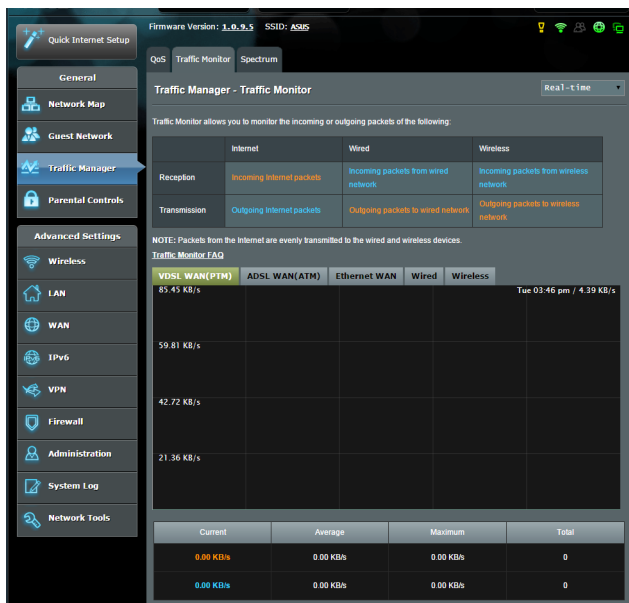 Quick Internet Setup
General
Network Map
Guest Network
Traffic Manager
Parental Controls
Advanced Settings
Wireless
LAN
WAN
IPv6
VPN
Firewall
Administration
System Log
Network Tools
Firmware Version: 1.0.9.5 SSID: ASUS
QoS Traffic Monitor Spectrum
Traffic Manager - Traffic Monitor Real-time
Traffic Monitor allows you to monitor the incoming or outgoing packets of the following:
Internet Wired Wireless
Reception Incoming Internet packets Incoming packets from wired network Incoming packets from wireless network
Transmission Outgoing Internet packets Outgoing packets to wired network Outgoing packets to wireless network
NOTE: Packets from the Internet are evenly transmitted to the wired and wireless devices.
Traffic Monitor FAQ
VDSL WAN(PTM) ADSL WAN(ATM) Ethernet WAN Wired Wireless
85.45 KB/s Tue 03:46 pm / 4.39 KB/s
59.81 KB/s
42.72 KB/s
21.36 KB/s
Current Average Maximum Total
0.00 KB/s 0.00 KB/s 0.00 KB/s 0
0.00 KB/s 0.00 KB/s 0.00 KB/s 0